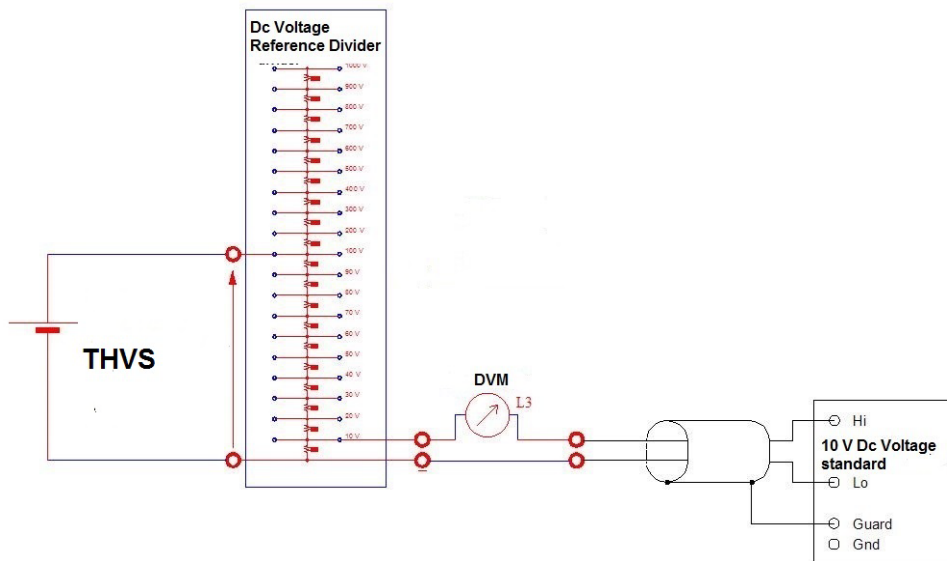 Dc Voltage
Reference Divider
1000 V
900 V
800 V
700 V
600 V
500 V
400 V
300 V
200 V
100 V
90 V
80 V
70 V
60 V
50 V
40 V
30 V
20 V
10 V
THVS
DVM
L3
Hi
10 V Dc Voltage
standard
Lo
Guard
Gnd